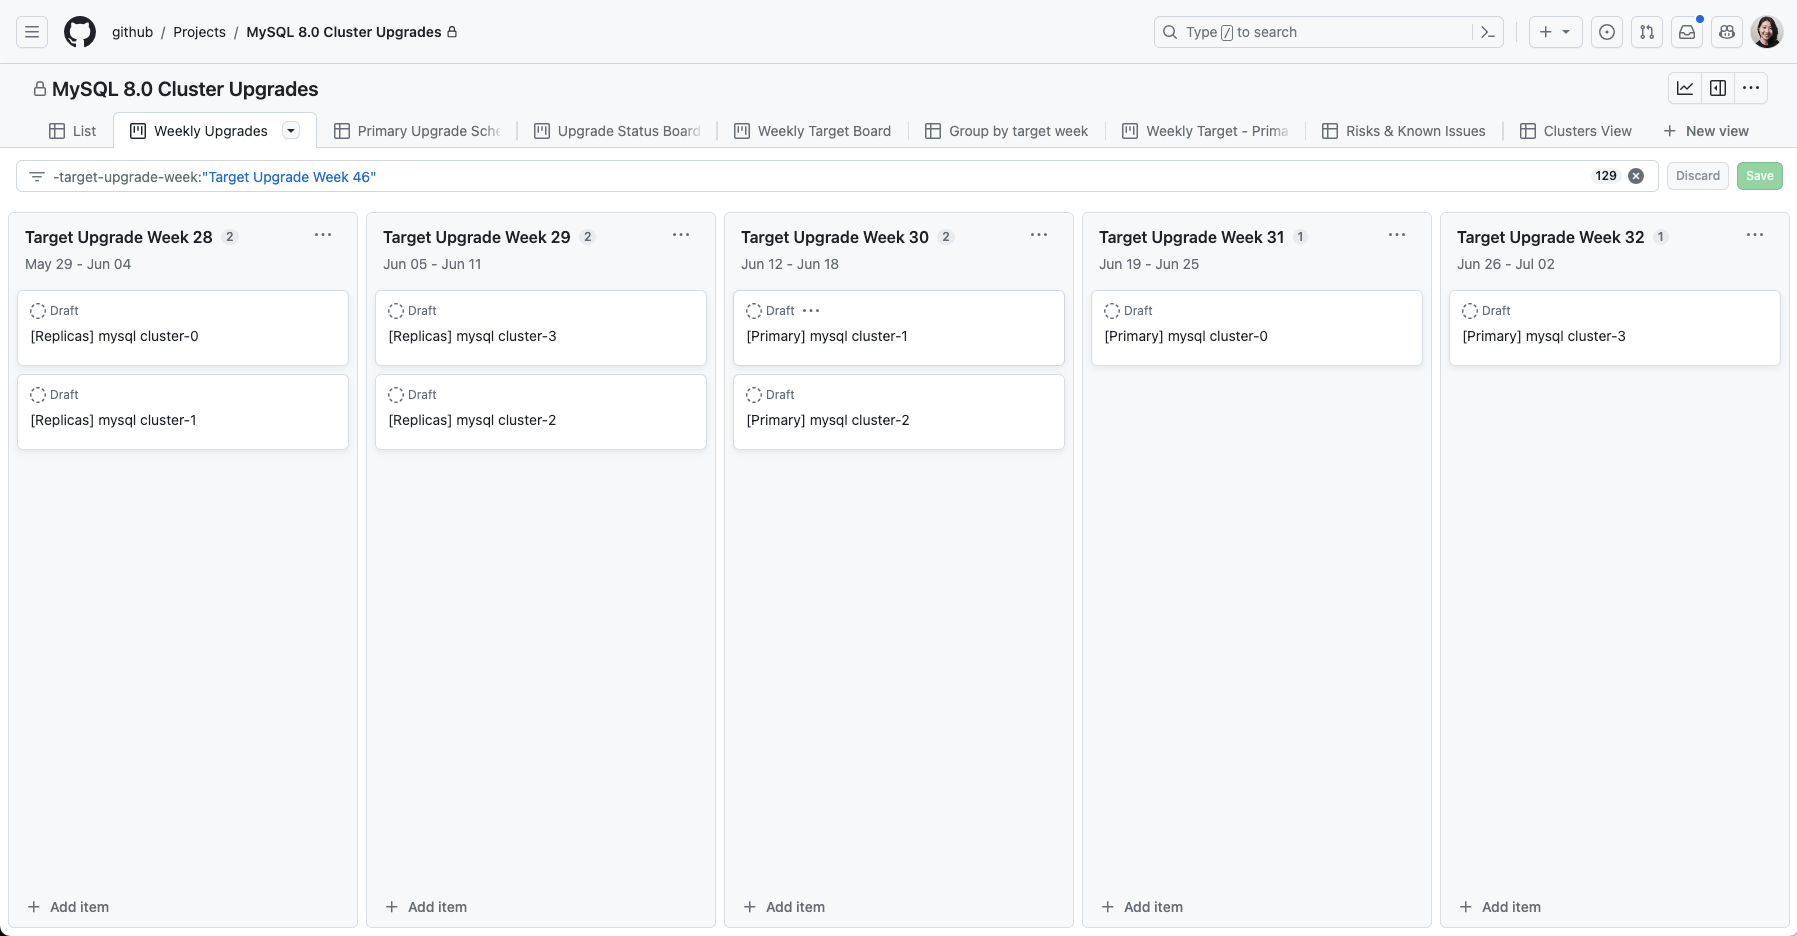 github / Projects / MySQL 8.0 Cluster Upgrades
Type / to search
MySQL 8.0 Cluster Upgrades
List
Weekly Upgrades
Primary Upgrade Sche
Upgrade Status Board
Weekly Target Board
Group by target week
Weekly Target - Prima
Risks & Known Issues
Clusters View
New view
-target-upgrade-week:"Target Upgrade Week 46"
129
Discard
Save
Target Upgrade Week 28 2
May 29 - Jun 04
Draft
[Replicas] mysql cluster-0
Draft
[Replicas] mysql cluster-1
Add item
Target Upgrade Week 29 2
Jun 05 - Jun 11
Draft
[Replicas] mysql cluster-3
Draft
[Replicas] mysql cluster-2
Add item
Target Upgrade Week 30 2
Jun 12 - Jun 18
Draft
[Primary] mysql cluster-1
Draft
[Primary] mysql cluster-2
Add item
Target Upgrade Week 31 1
Jun 19 - Jun 25
Draft
[Primary] mysql cluster-0
Add item
Target Upgrade Week 32 1
Jun 26 - Jul 02
Draft
[Primary] mysql cluster-3
Add item